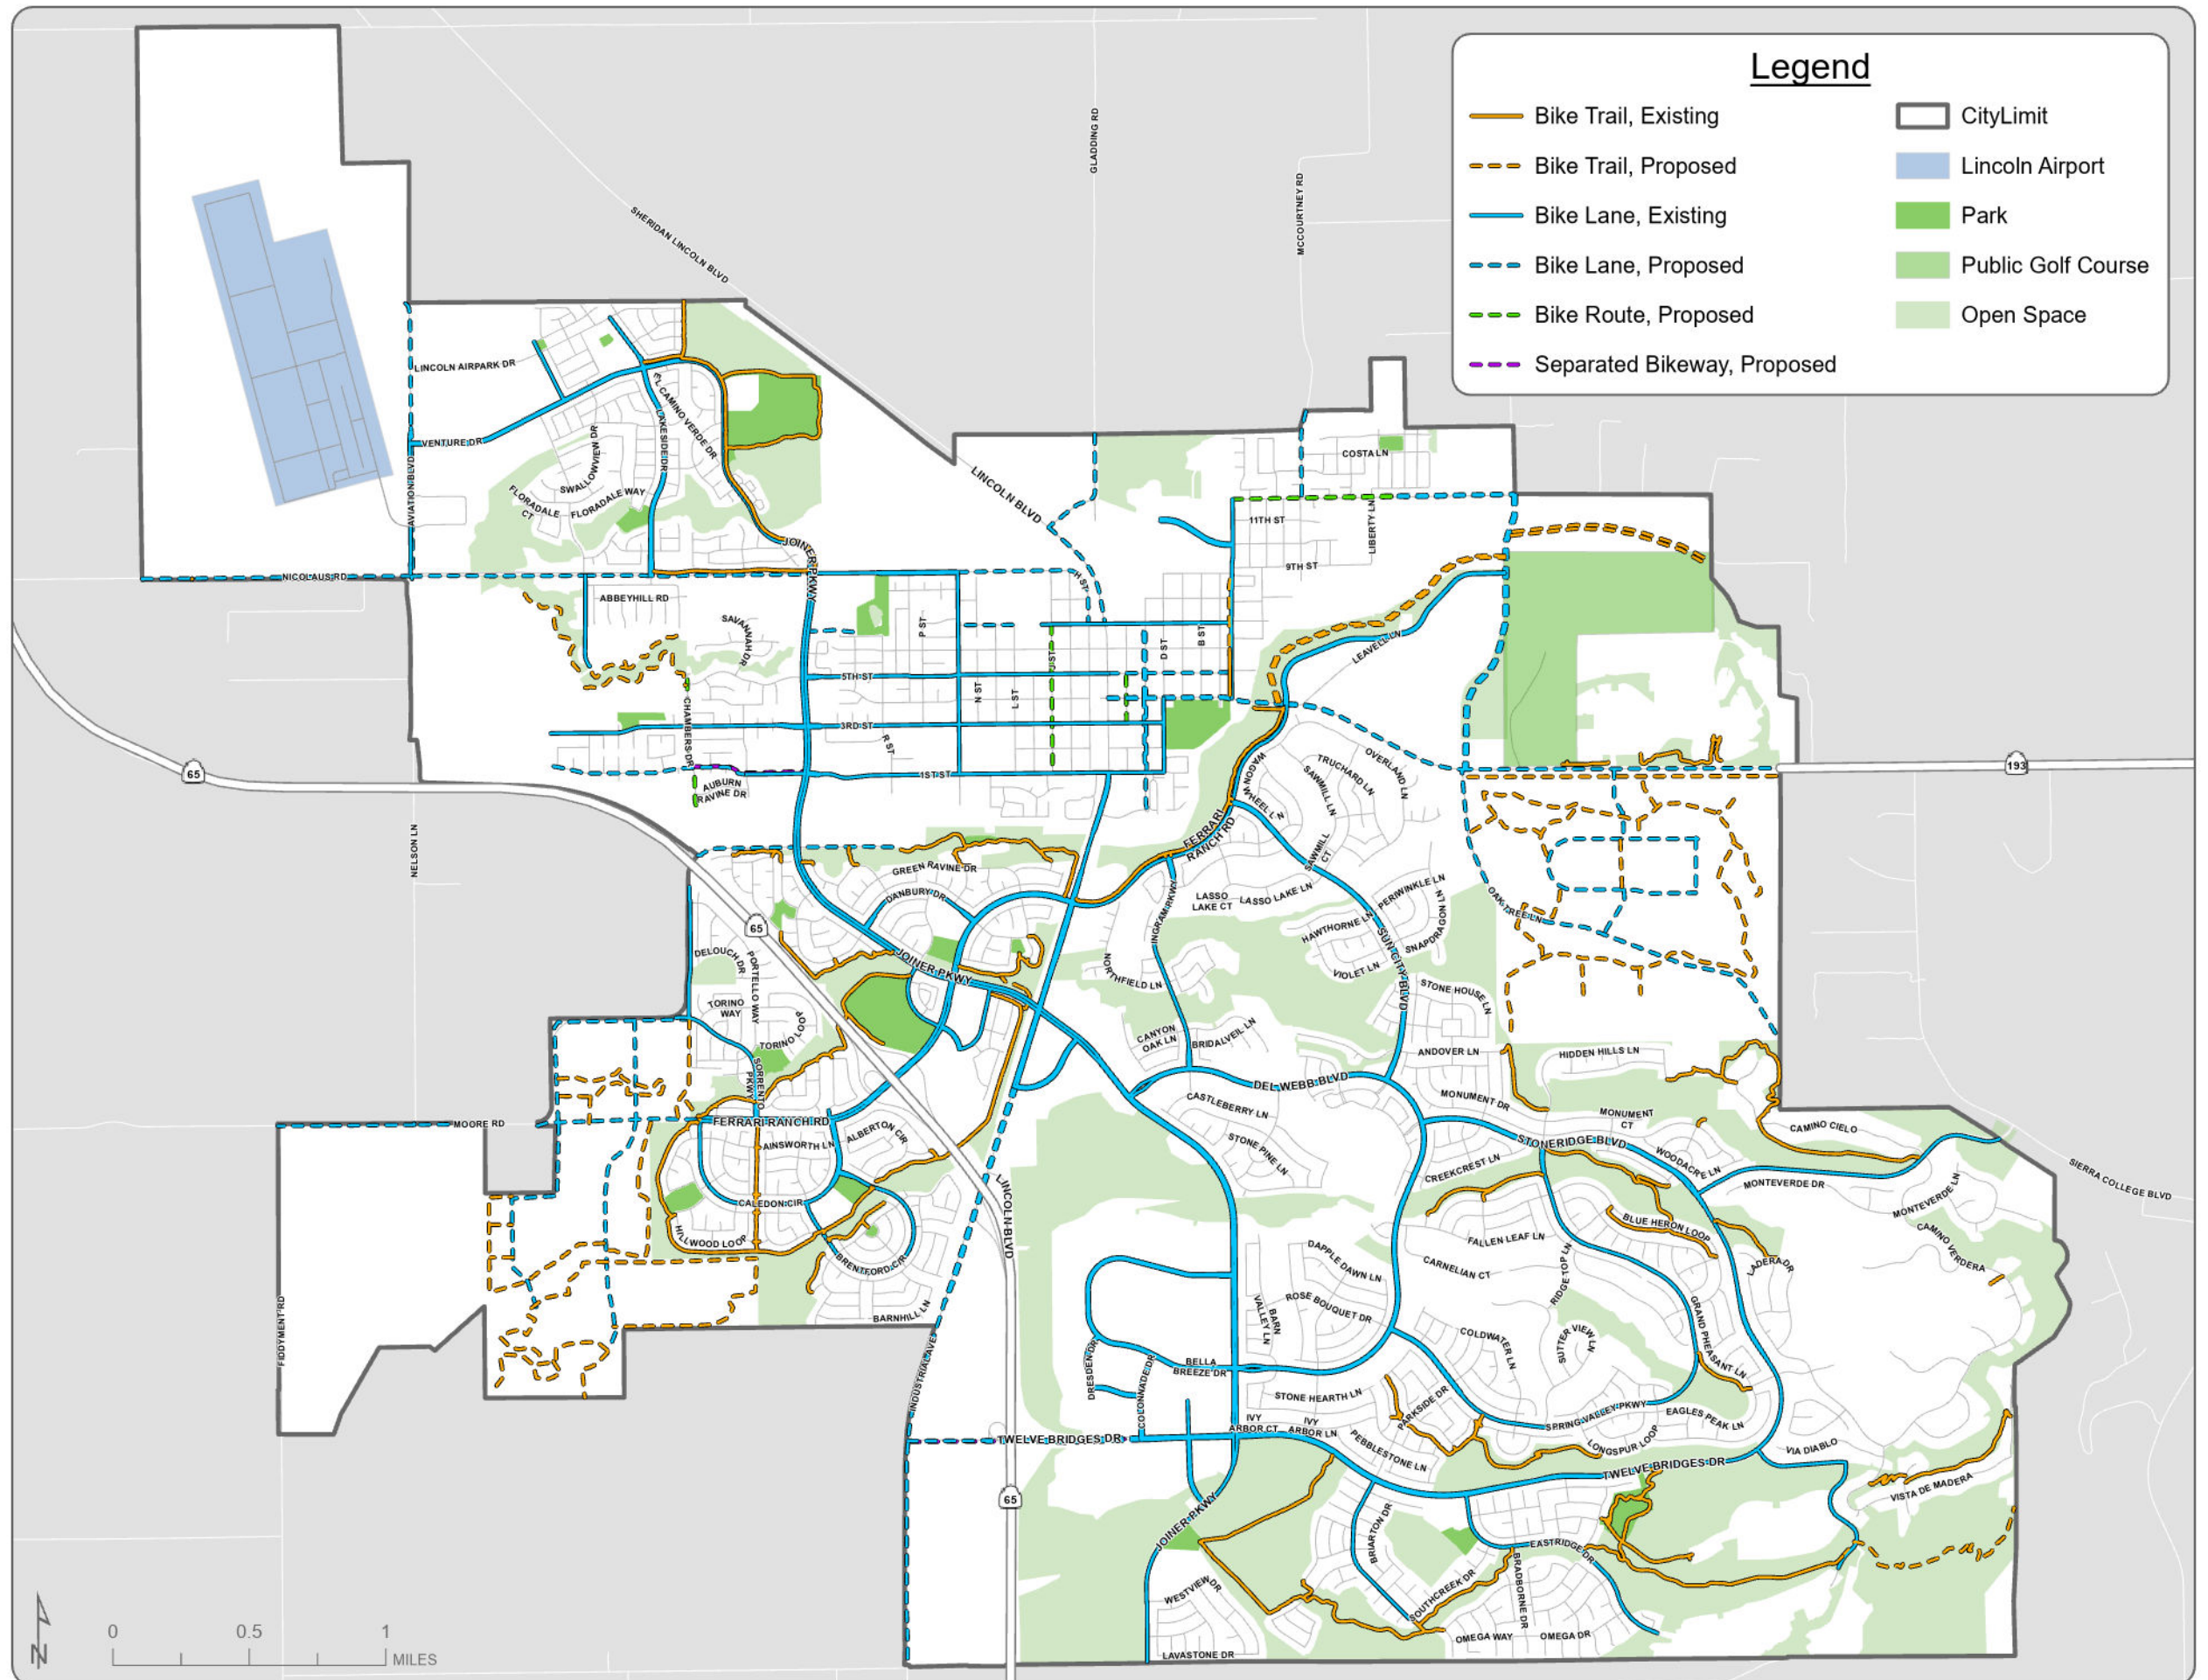 Legend
Bike Trail, Existing
Bike Trail, Proposed
Bike Lane, Existing
Bike Lane, Proposed
Bike Route, Proposed
Separated Bikeway, Proposed
CityLimit
Lincoln Airport
Park
Public Golf Course
Open Space
GLADDING RD
MCCOURTNEY RD
SHERIDAN LINCOLN BLVD
LINCOLN AIRPARK DR
EL CAMINO VERDE DR
LAKESIDE DR
VENTURE DR
AVIATION BLVD
SWALLOWVIEW DR
FLORADALE
CT
FLORADALE WAY
JOINER PKWY
LINCOLN BLVD
COSTA LN
11TH ST
LIBERTY LN
9TH ST
NICOLAUS RD
ABBEYHILL RD
H ST
SAVANNAH DR
P ST
D ST
B ST
LEAVELL LN
5TH ST
N ST
L ST
CHAMBERS DR
3RD ST
R ST
65
1ST ST
AUBURN
RAVINE DR
WAGON
WHEEL LN
TRUCHARD LN
OVERLAND LN
SAWMILL LN
193
NELSON LN
FERRARI
RANCH RD
SAWMILL
CT
GREEN RAVINE DR
DANBURY DR
LASSO
LAKE CT
LASSO LAKE LN
PERIWINKLE LN
HAWTHORNE LN
SNAPDRAGON LN
OAK TREE LN
INGRAM PKWY
65
DELOUCH DR
PORTELLO WAY
JOINER PKWY
NORTHFIELD LN
VIOLET LN
SUN CITY BLVD
STONE HOUSE LN
TORINO
WAY
TORINO LOOP
CANYON
OAK LN
BRIDALVEIL LN
ANDOVER LN
HIDDEN HILLS LN
SORRENTO
PKWY
DEL WEBB BLVD
CASTLEBERRY LN
MONUMENT DR
MONUMENT
CT
CAMINO CIELO
MOORE RD
FERRARI RANCH RD
AINSWORTH LN
ALBERTON CIR
STONE PINE LN
STONERIDGE BLVD
WOODACRE LN
CREEKCREST LN
MONTEVERDE DR
MONTEVERDE LN
SIERRA COLLEGE BLVD
CALEDON CIR
LINCOLN BLVD
HILLWOOD LOOP
BRENTFORD CIR
BLUE HERON LOOP
FALLEN LEAF LN
CAMINO VERDERA
LADERA DR
DAPPLE DAWN LN
CARNELIAN CT
RIDGE TOP LN
BARNHILL LN
BARN
VALLEY LN
ROSE BOUQUET DR
GRAND PHEASANT LN
FIDDYMENT RD
INDUSTRIAL AVE
COLDWATER LN
SUTTER VIEW LN
DRESDEN DR
BELLA
BREEZE DR
COLONNADE DR
STONE HEARTH LN
PARKSIDE DR
IVY
ARBOR CT
IVY
ARBOR LN
SPRING VALLEY PKWY
EAGLES PEAK LN
TWELVE BRIDGES DR
PEBBLESTONE LN
LONGSPUR LOOP
VIA DIABLO
TWELVE BRIDGES DR
VISTA DE MADERA
65
JOINER PKWY
BRIARTON DR
EASTRIDGE DR
WESTVIEW DR
SOUTHCREEK DR
BRADBORNE DR
OMEGA WAY
OMEGA DR
LAVASTONE DR
N
0
0.5
1
MILES